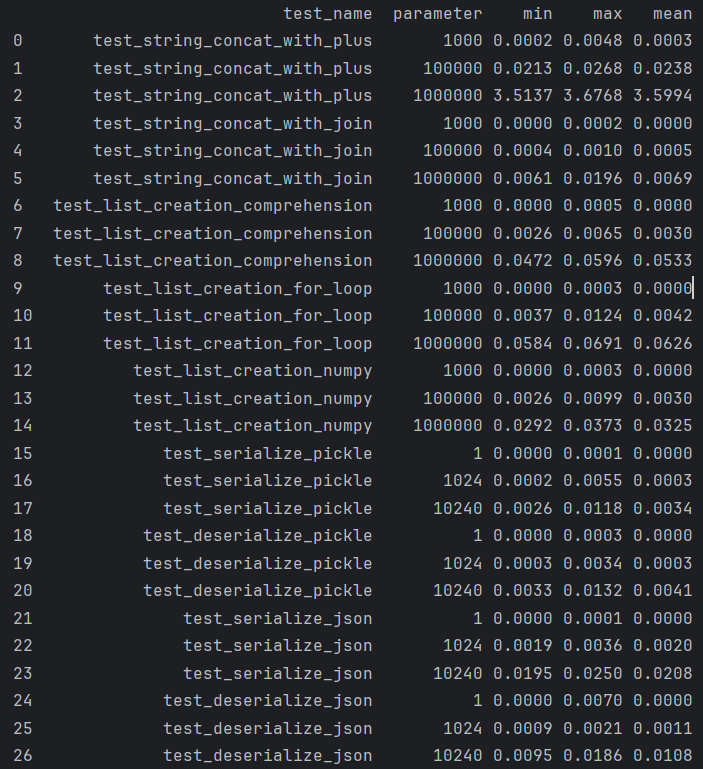 test_name parameter min max mean
0 test_string_concat_with_plus 1000 0.0002 0.0048 0.0003
1 test_string_concat_with_plus 100000 0.0213 0.0268 0.0238
2 test_string_concat_with_plus 1000000 3.5137 3.6768 3.5994
3 test_string_concat_with_join 1000 0.0000 0.0002 0.0000
4 test_string_concat_with_join 100000 0.0004 0.0010 0.0005
5 test_string_concat_with_join 1000000 0.0061 0.0196 0.0069
6 test_list_creation_comprehension 1000 0.0000 0.0005 0.0000
7 test_list_creation_comprehension 100000 0.0026 0.0065 0.0030
8 test_list_creation_comprehension 1000000 0.0472 0.0596 0.0533
9 test_list_creation_for_loop 1000 0.0000 0.0003 0.0000
10 test_list_creation_for_loop 100000 0.0037 0.0124 0.0042
11 test_list_creation_for_loop 1000000 0.0584 0.0691 0.0626
12 test_list_creation_numpy 1000 0.0000 0.0003 0.0000
13 test_list_creation_numpy 100000 0.0026 0.0099 0.0030
14 test_list_creation_numpy 1000000 0.0292 0.0373 0.0325
15 test_serialize_pickle 1 0.0000 0.0001 0.0000
16 test_serialize_pickle 1024 0.0002 0.0055 0.0003
17 test_serialize_pickle 10240 0.0026 0.0118 0.0034
18 test_deserialize_pickle 1 0.0000 0.0003 0.0000
19 test_deserialize_pickle 1024 0.0003 0.0034 0.0003
20 test_deserialize_pickle 10240 0.0033 0.0132 0.0041
21 test_serialize_json 1 0.0000 0.0001 0.0000
22 test_serialize_json 1024 0.0019 0.0036 0.0020
23 test_serialize_json 10240 0.0195 0.0250 0.0208
24 test_deserialize_json 1 0.0000 0.0070 0.0000
25 test_deserialize_json 1024 0.0009 0.0021 0.0011
26 test_deserialize_json 10240 0.0095 0.0186 0.0108